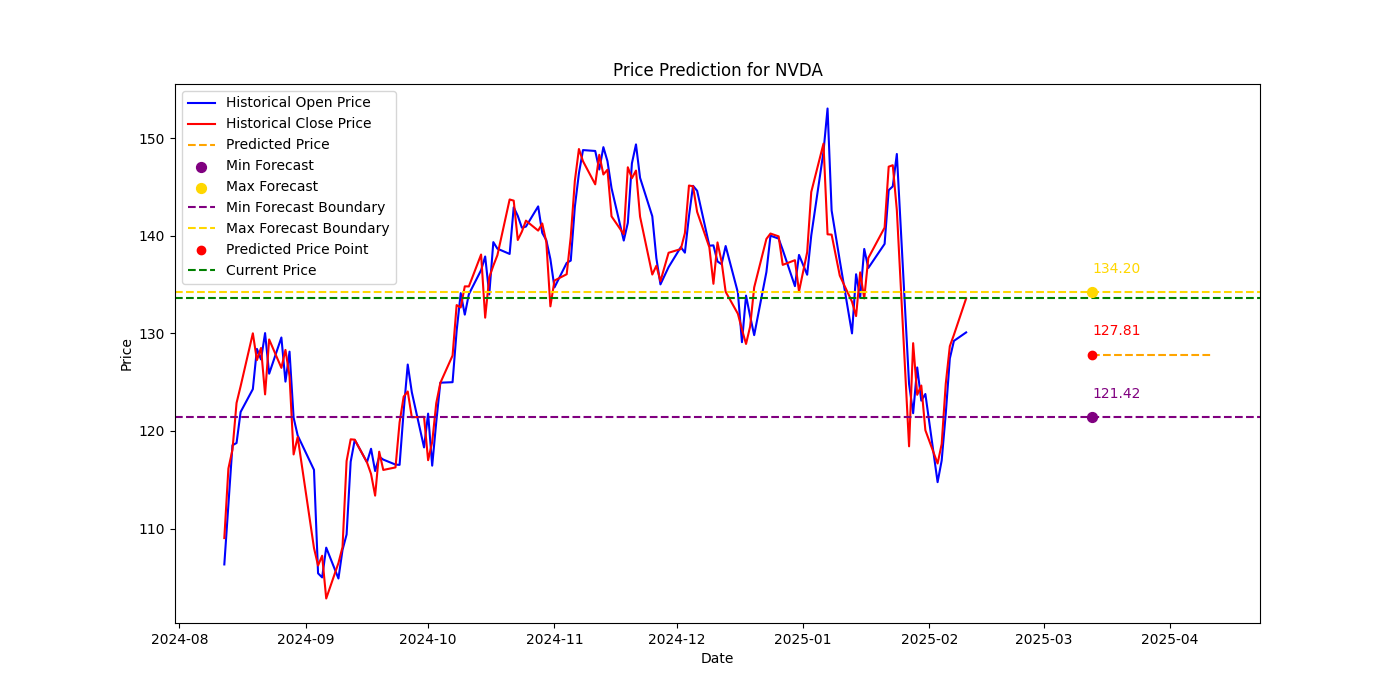 Price Prediction for NVDA
Historical Open Price
Historical Close Price
Predicted Price
Min Forecast
Max Forecast
Min Forecast Boundary
Max Forecast Boundary
Predicted Price Point
Current Price
Price
150
140
130
120
110
134.20
127.81
121.42
2024-08 2024-09 2024-10 2024-11 2024-12 2025-01 2025-02 2025-03 2025-04
Date